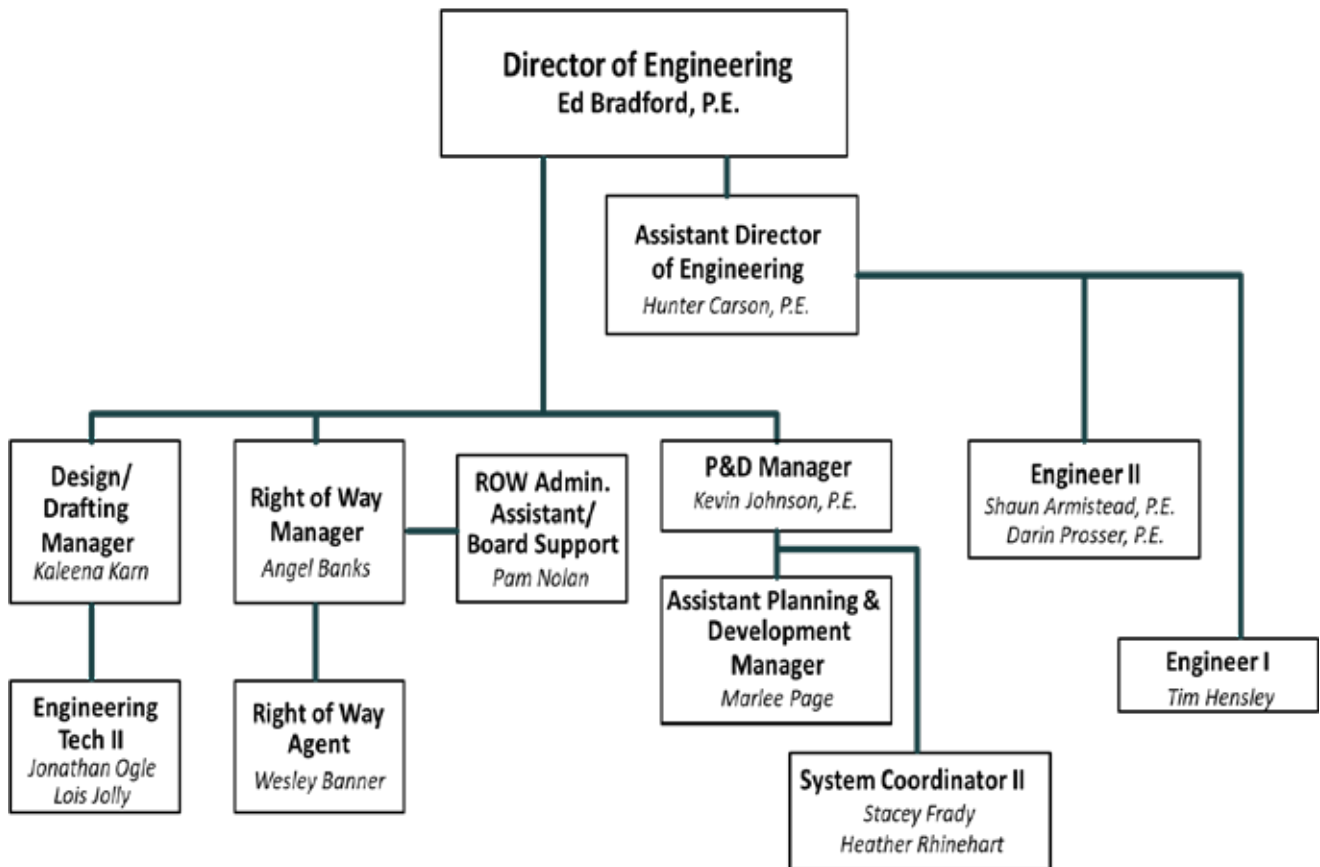 Director of Engineering
Ed Bradford, P.E.
Assistant Director
of Engineering
Hunter Carson, P.E.
Design/
Drafting
Manager
Kaleena Karn
Right of Way
Manager
Angel Banks
ROW Admin.
Assistant/
Board Support
Pam Nolan
P&D Manager
Kevin Johnson, P.E.
Engineer II
Shaun Armistead, P.E.
Darin Prosser, P.E.
Assistant Planning &
Development
Manager
Marlee Page
Engineer I
Tim Hensley
Engineering
Tech II
Jonathan Ogle
Lois Jolly
Right of Way
Agent
Wesley Banner
System Coordinator II
Stacey Frady
Heather Rhinehart